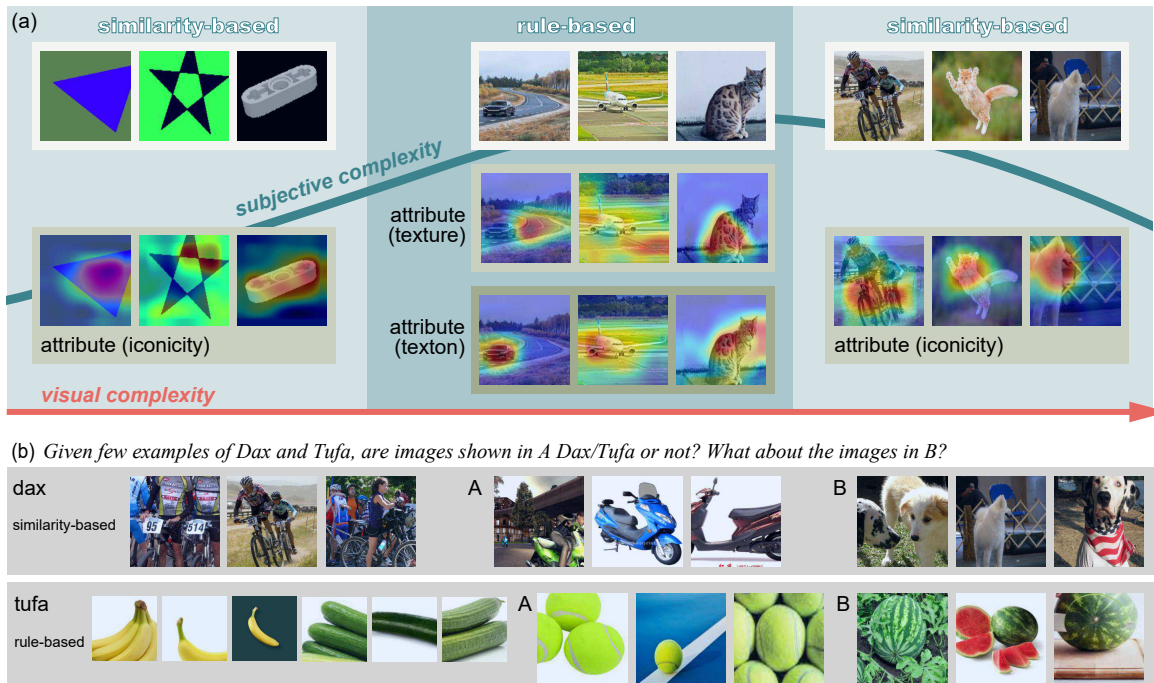 (a)
similarity-based
rule-based
similarity-based
subjective complexity
attribute
(texture)
attribute (iconicity)
attribute
(texton)
attribute (iconicity)
visual complexity
(b) Given few examples of Dax and Tufa, are images shown in A Dax/Tufa or not? What about the images in B?
dax
similarity-based
95
514
A
B
tufa
rule-based
A
B